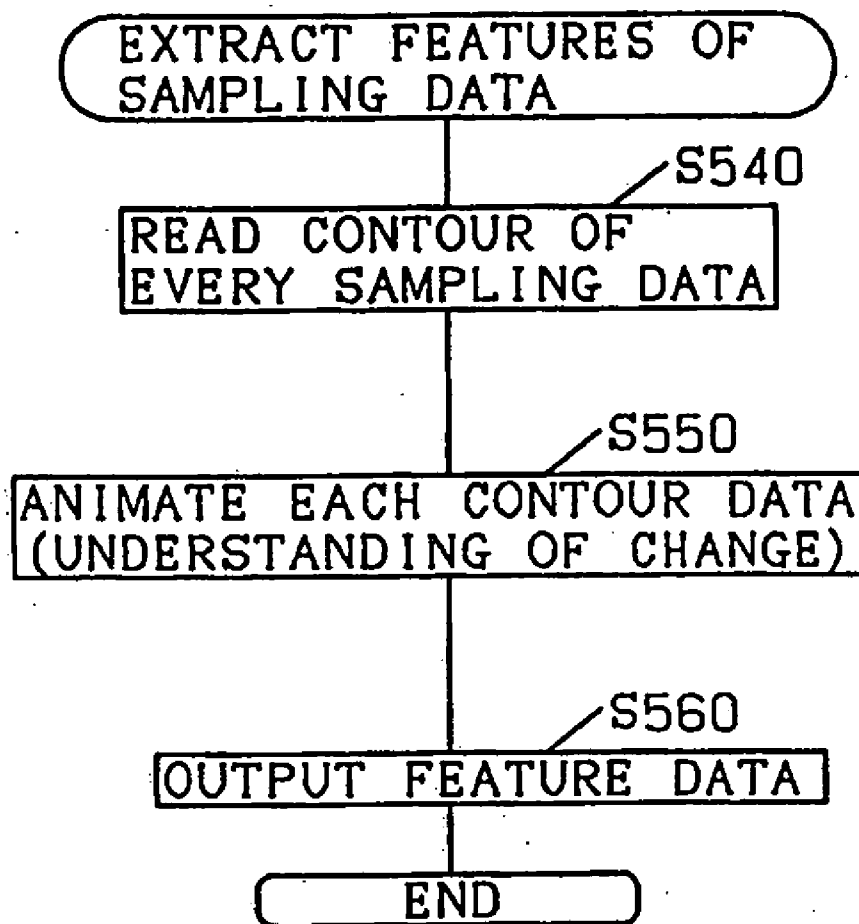 EXTRACT FEATURES OF
SAMPLING DATA
S540
READ CONTOUR OF
EVERY SAMPLING DATA
S550
ANIMATE EACH CONTOUR DATA
(UNDERSTANDING OF CHANGE)
S560
OUTPUT FEATURE DATA
END